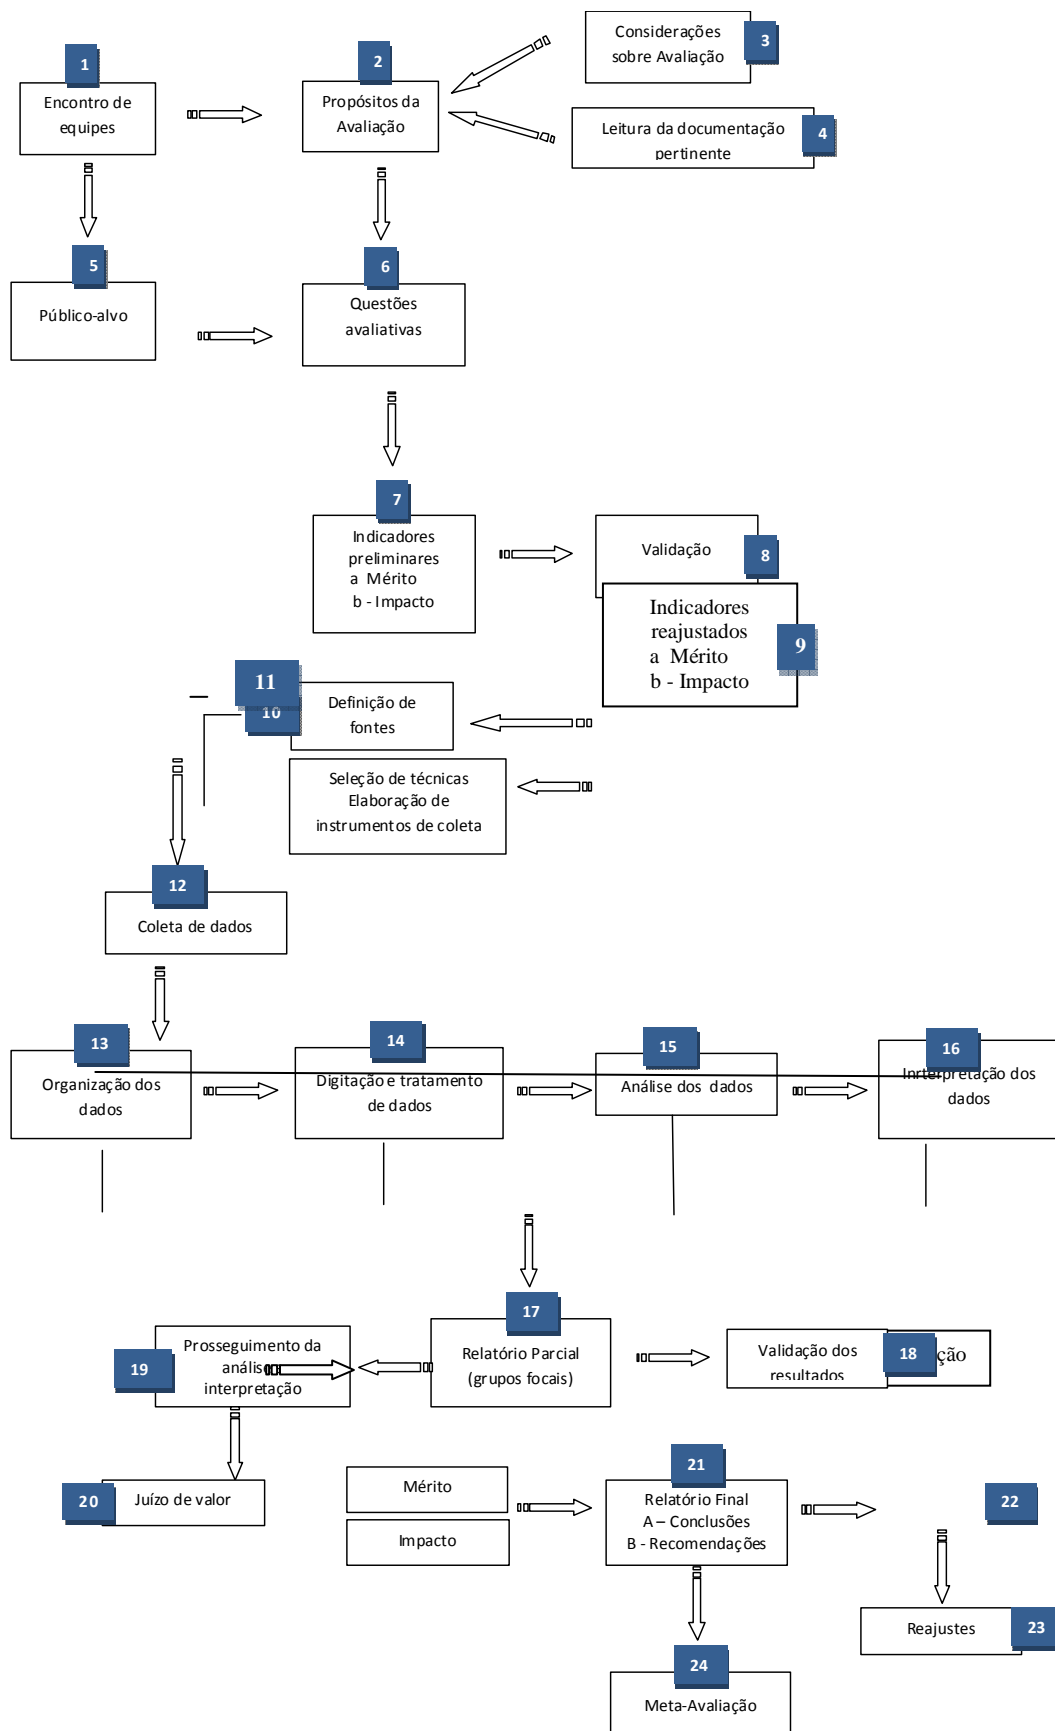 3
Considerações
sobre Avaliação
1
2
Encontro de
equipes
Propósitos da
Avaliação
4
Leitura da documentação
pertinente
5
Público-alvo
6
Questões
avaliativas
7
Indicadores
preliminares
a Mérito
b - Impacto
8
Validação
9
Indicadores
reajustados
a Mérito
b - Impacto
11
10
Definição de
fontes
Seleção de técnicas
Elaboração de
instrumentos de coleta
12
Coleta de dados
13
Organização dos
dados
14
Digitação e tratamento
de dados
15
Análise dos dados
16
Inrterpretação dos
dados
17
Relatório Parcial
(grupos focais)
18
Validação dos
resultados
ção
19
Prosseguimento da
análise
interpretação
20
Juízo de valor
Mérito
Impacto
21
Relatório Final
A – Conclusões
B - Recomendações
22
23
Reajustes
24
Meta-Avaliação